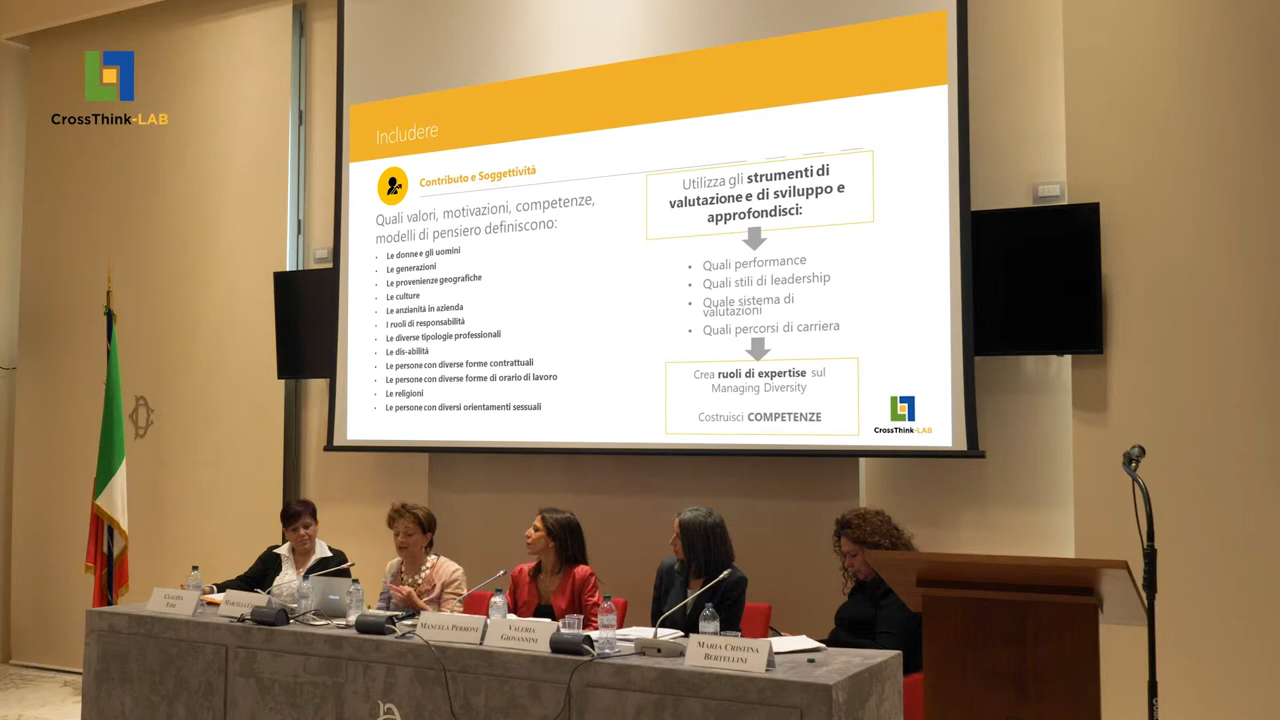 CrossThink-LAB
Includere
Contributo e Soggettività
Quali valori, motivazioni, competenze,
modelli di pensiero definiscono:
• Le donne e gli uomini
• Le generazioni
• Le provenienze geografiche
• Le culture
• Le anzianità in azienda
• I ruoli di responsabilità
• Le diverse tipologie professionali
• Le dis-abilità
• Le persone con diverse forme contrattuali
• Le persone con diverse forme di orario di lavoro
• Le religioni
• Le persone con diversi orientamenti sessuali
Utilizza gli strumenti di
valutazione e di sviluppo e
approfondisci:
• Quali performance
• Quali stili di leadership
• Quale sistema di
valutazioni
• Quali percorsi di carriera
Crea ruoli di expertise sul
Managing Diversity
Costruisci COMPETENZE
CrossThink-LAB
CLAUDIA
MARCELLA
MANUELA PERRONE
VALERIA
GIOVANNINI
MARIA CRISTINA
BERTELLINI